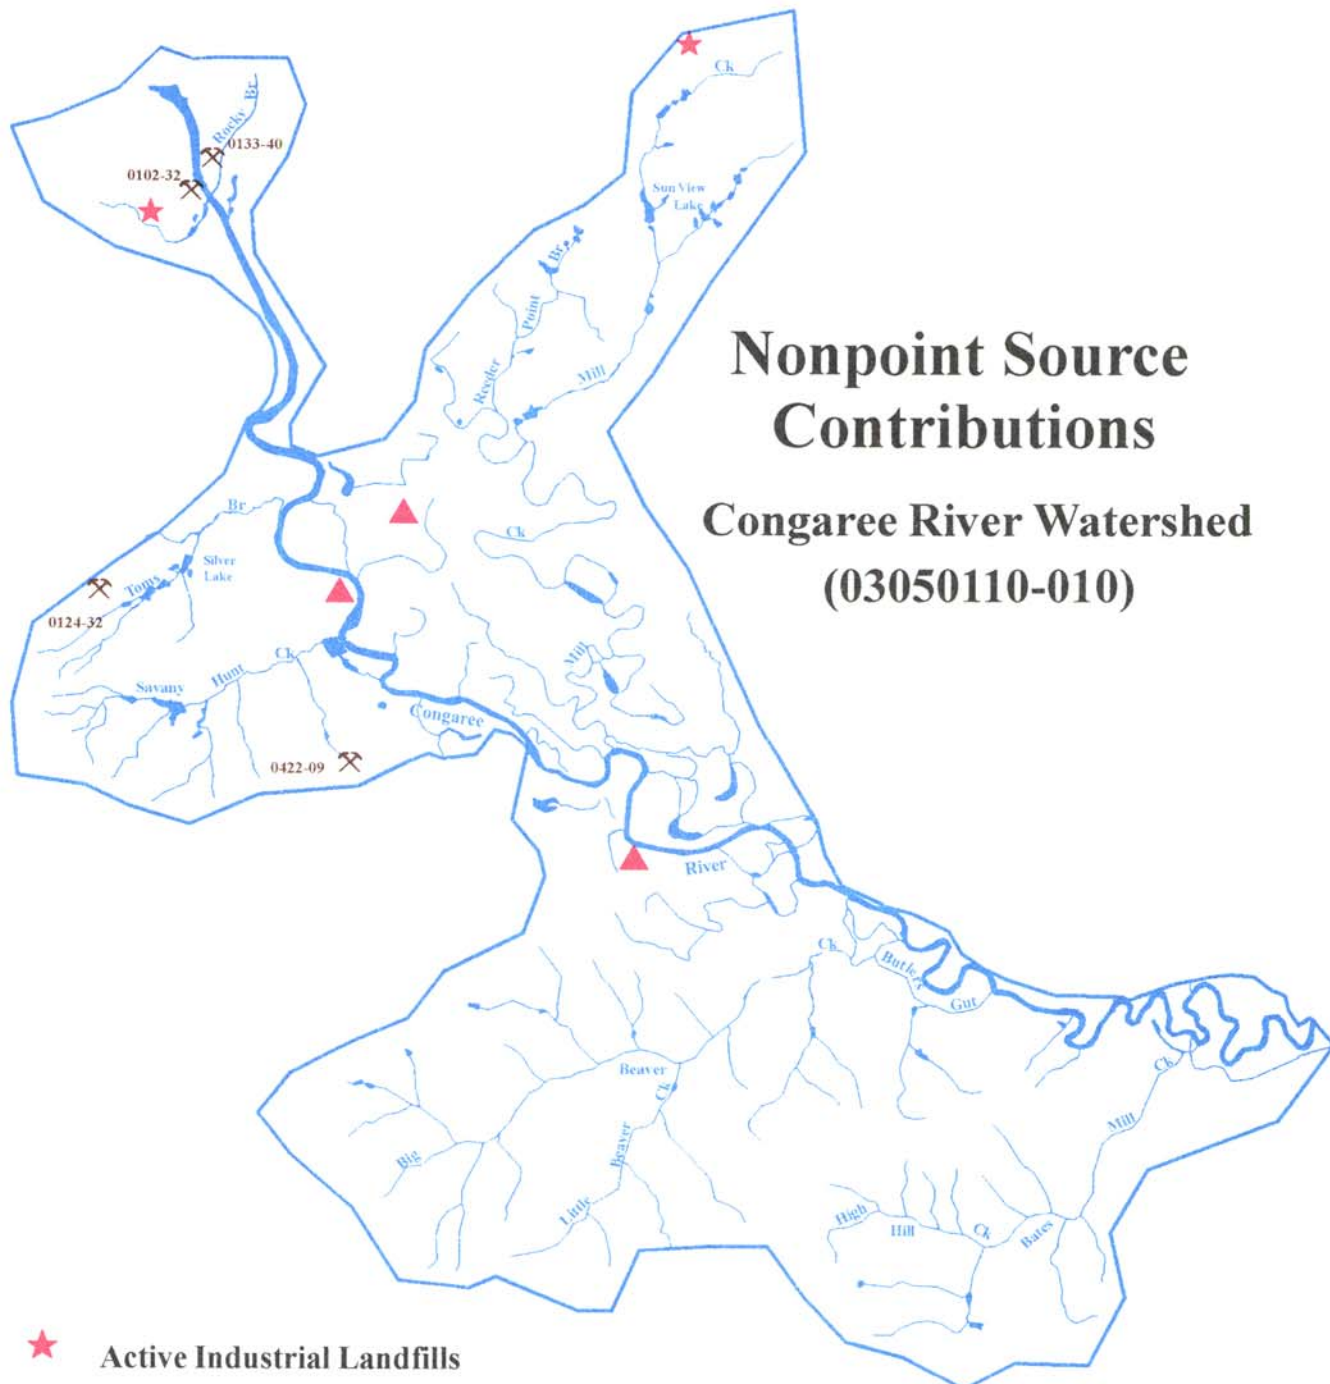 Ck
Rocky Br
0133-40
0102-32
Sun View
Lake
Br
Point
Reeder
Mill
Nonpoint Source
Contributions
Congaree River Watershed
(03050110-010)
Br
Ck
Silver
Lake
Toms
0124-32
Mill
Ck
Hunt
Savany
Congaree
0422-09
River
Ck
Butlers
Gut
Beaver
Ck
Ck
Mill
Beaver
Big
Little
High
Hill
Ck
Bates
Active Industrial Landfills